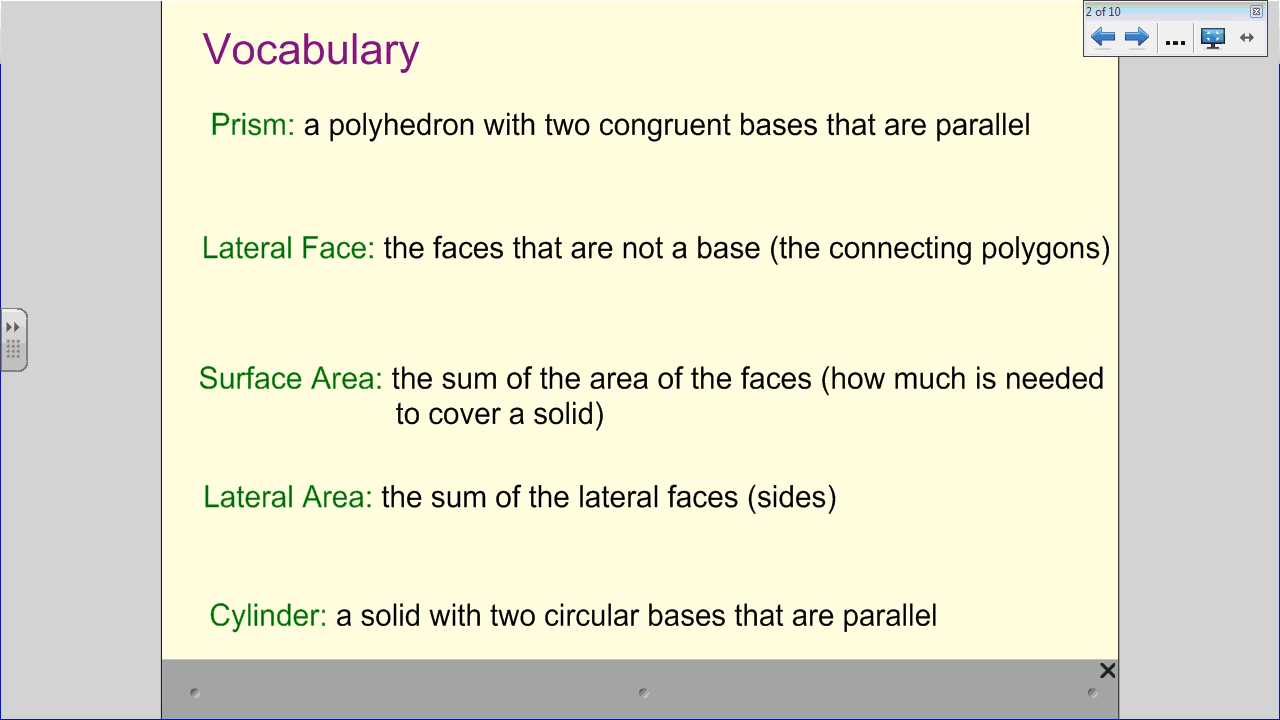 2 of 10
Vocabulary
Prism: a polyhedron with two congruent bases that are parallel
Lateral Face: the faces that are not a base (the connecting polygons)
Surface Area: the sum of the area of the faces (how much is needed
to cover a solid)
Lateral Area: the sum of the lateral faces (sides)
Cylinder: a solid with two circular bases that are parallel